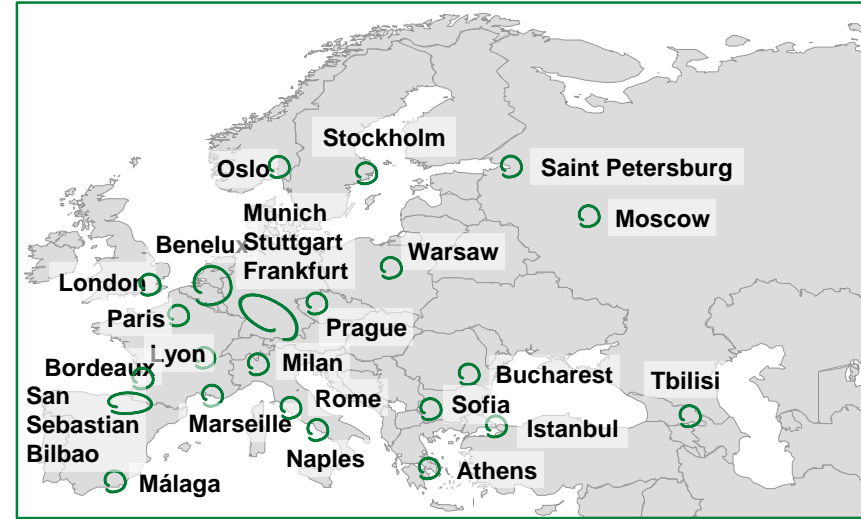 Stockholm
Oslo
Saint Petersburg
Munich
Stuttgart
Frankfurt
Moscow
Benelux
Warsaw
London
Paris
Prague
Lyon
Bordeaux
Milan
Bucharest
Tbilisi
San
Sebastian
Bilbao
Rome
Sofia
Marseille
Istanbul
Naples
Athens
Málaga